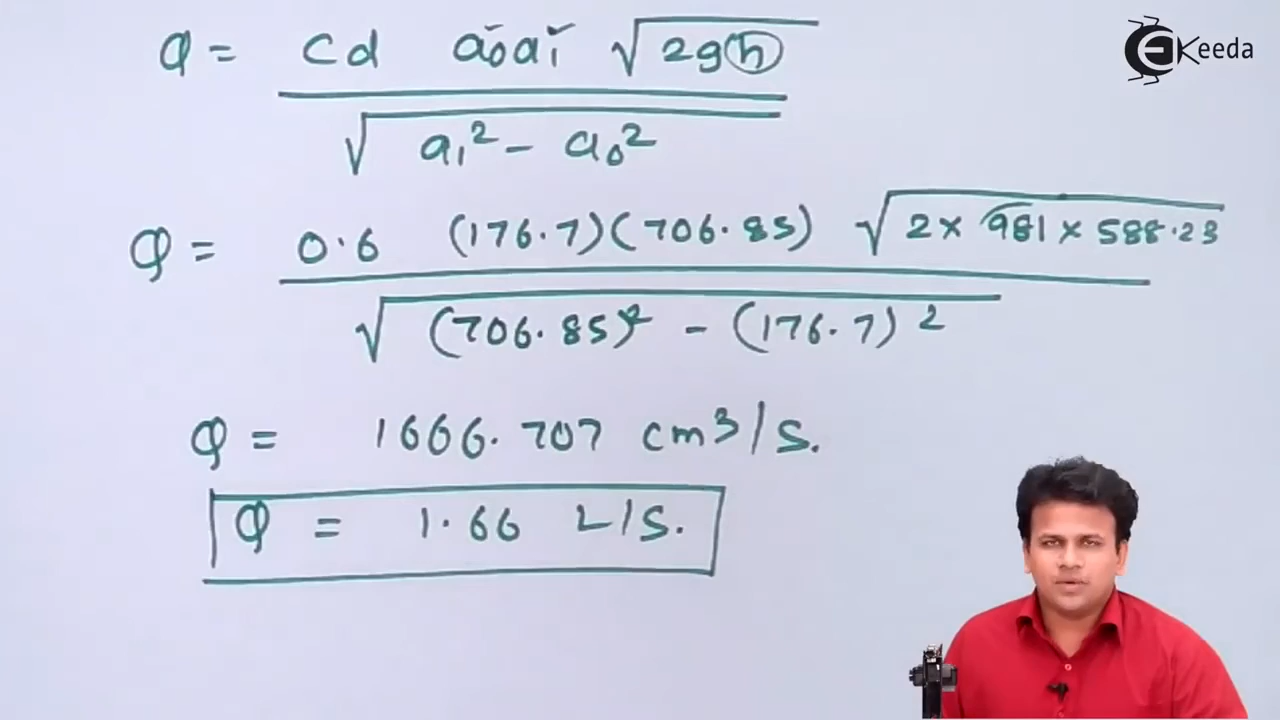 EKeeda
Q = Cd a₀a₁ √2gh
√a₁² - a₀²
Q = 0.6 (176.7)(706.85) √2 × 981 × 588.23
√(706.85)² - (176.7)²
Q = 1666.707 cm³/s.
Q = 1.66 L/s.